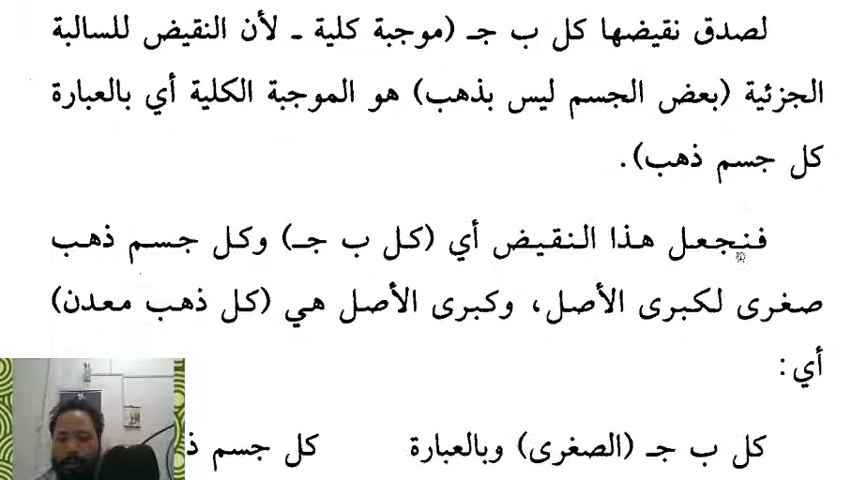 لصدق نقيضها كل ب جـ (موجبة كلية ـ لأن النقيض للسالبة
الجزئية (بعض الجسم ليس بذهب) هو الموجبة الكلية أي بالعبارة
كل جسم ذهب).
فنجعل هذا النقيض أي (كل ب جـ) وكل جسم ذهب
صغرى لكبرى الأصل، وكبرى الأصل هي (كل ذهب معدن)
أي:
كل ب جـ (الصغرى) وبالعبارة كل جسم